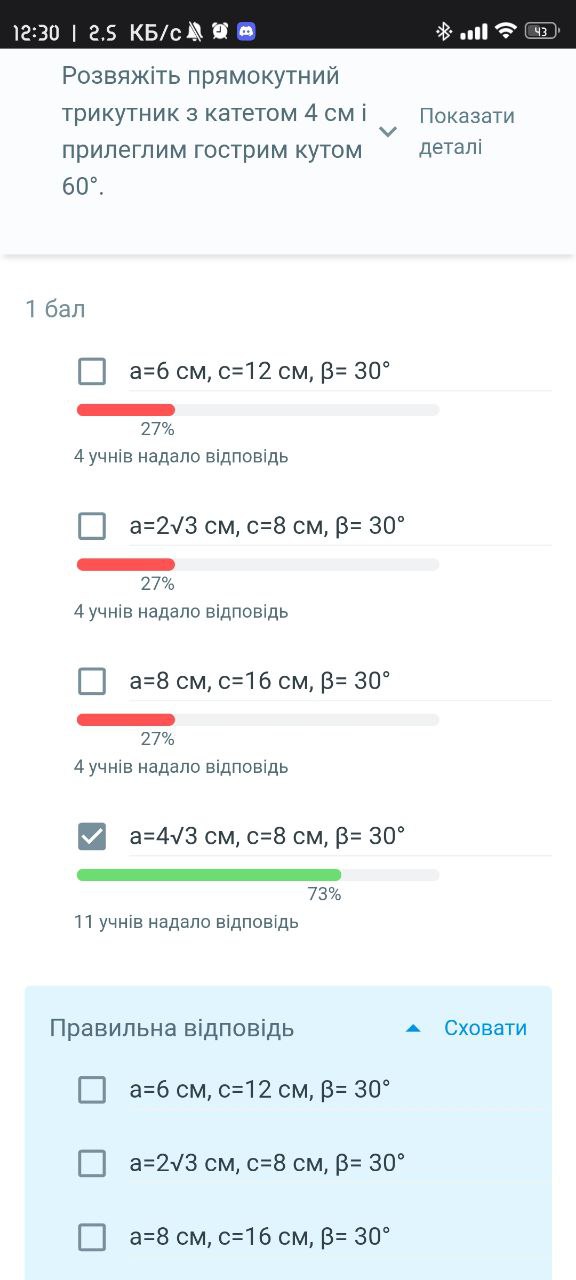 12:30 | 2.5 КБ/с
43
Розвяжіть прямокутний
трикутник з катетом 4 см і
прилеглим гострим кутом
60°.
Показати
деталі
1 бал
a=6 см, c=12 см, β= 30°
27%
4 учнів надало відповідь
a=2√3 см, c=8 см, β= 30°
27%
4 учнів надало відповідь
a=8 см, c=16 см, β= 30°
27%
4 учнів надало відповідь
a=4√3 см, c=8 см, β= 30°
73%
11 учнів надало відповідь
Правильна відповідь
Сховати
a=6 см, c=12 см, β= 30°
a=2√3 см, c=8 см, β= 30°
a=8 см, c=16 см, β= 30°